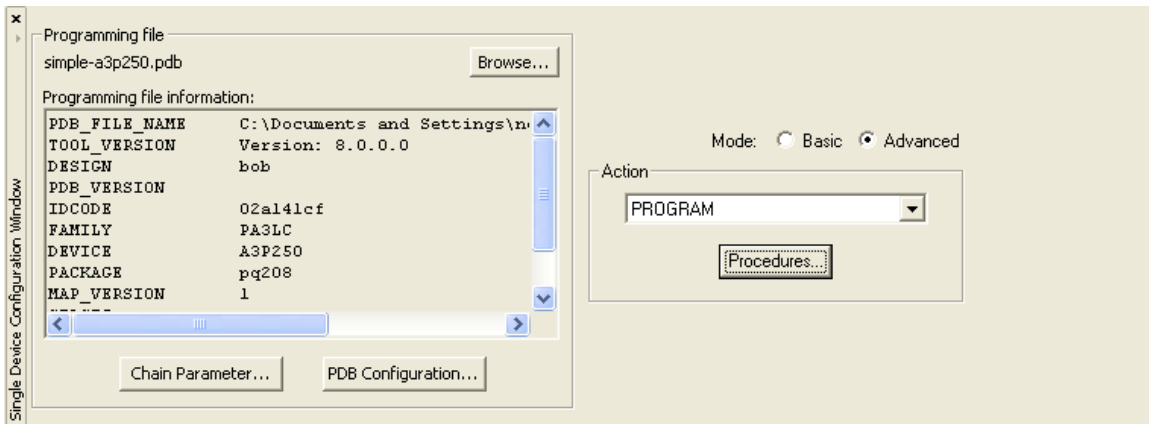 Single Device Configuration Window
Programming file
simple-a3p250.pdb
Browse...
Programming file information:
PDB_FILE_NAME C:\Documents and Settings\n
TOOL_VERSION Version: 8.0.0.0
DESIGN bob
PDB_VERSION
IDCODE 02a141cf
FAMILY PA3LC
DEVICE A3P250
PACKAGE pq208
MAP_VERSION 1
Chain Parameter...
PDB Configuration...
Mode: Basic Advanced
Action
PROGRAM
Procedures...